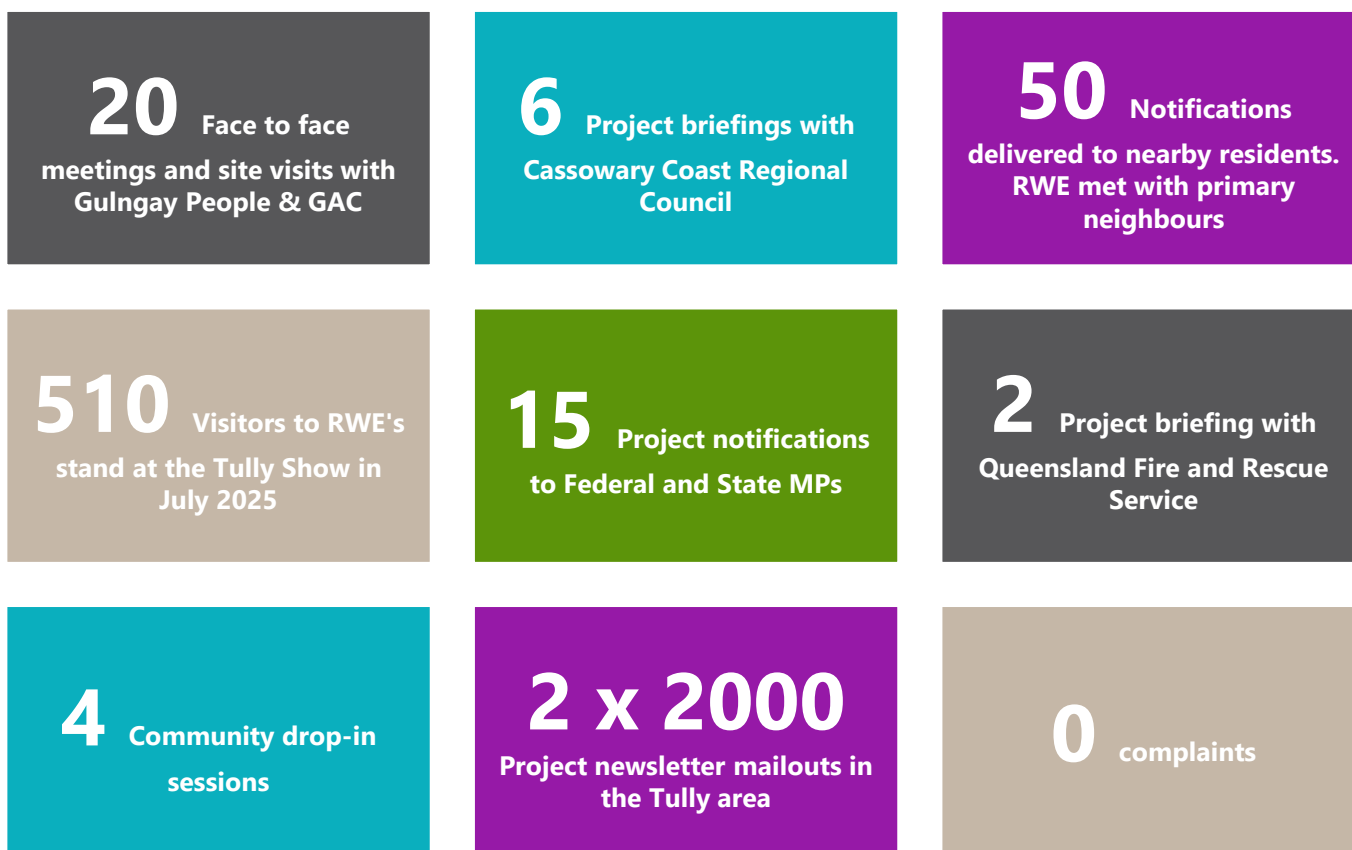 20 Face to face
meetings and site visits with
Gulngay People & GAC
6 Project briefings with
Cassowary Coast Regional
Council
50 Notifications
delivered to nearby residents.
RWE met with primary
neighbours
510 Visitors to RWE's
stand at the Tully Show in
July 2025
15 Project notifications
to Federal and State MPs
2 Project briefing with
Queensland Fire and Rescue
Service
4 Community drop-in
sessions
2 x 2000
Project newsletter mailouts in
the Tully area
0 complaints